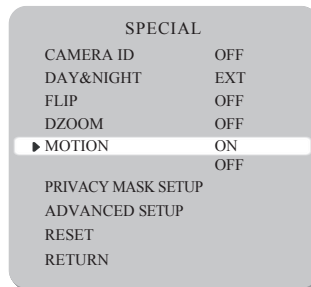 SPECIAL
CAMERA ID OFF
DAY&NIGHT EXT
FLIP OFF
DZOOM OFF
MOTION ON
OFF
PRIVACY MASK SETUP
ADVANCED SETUP
RESET
RETURN